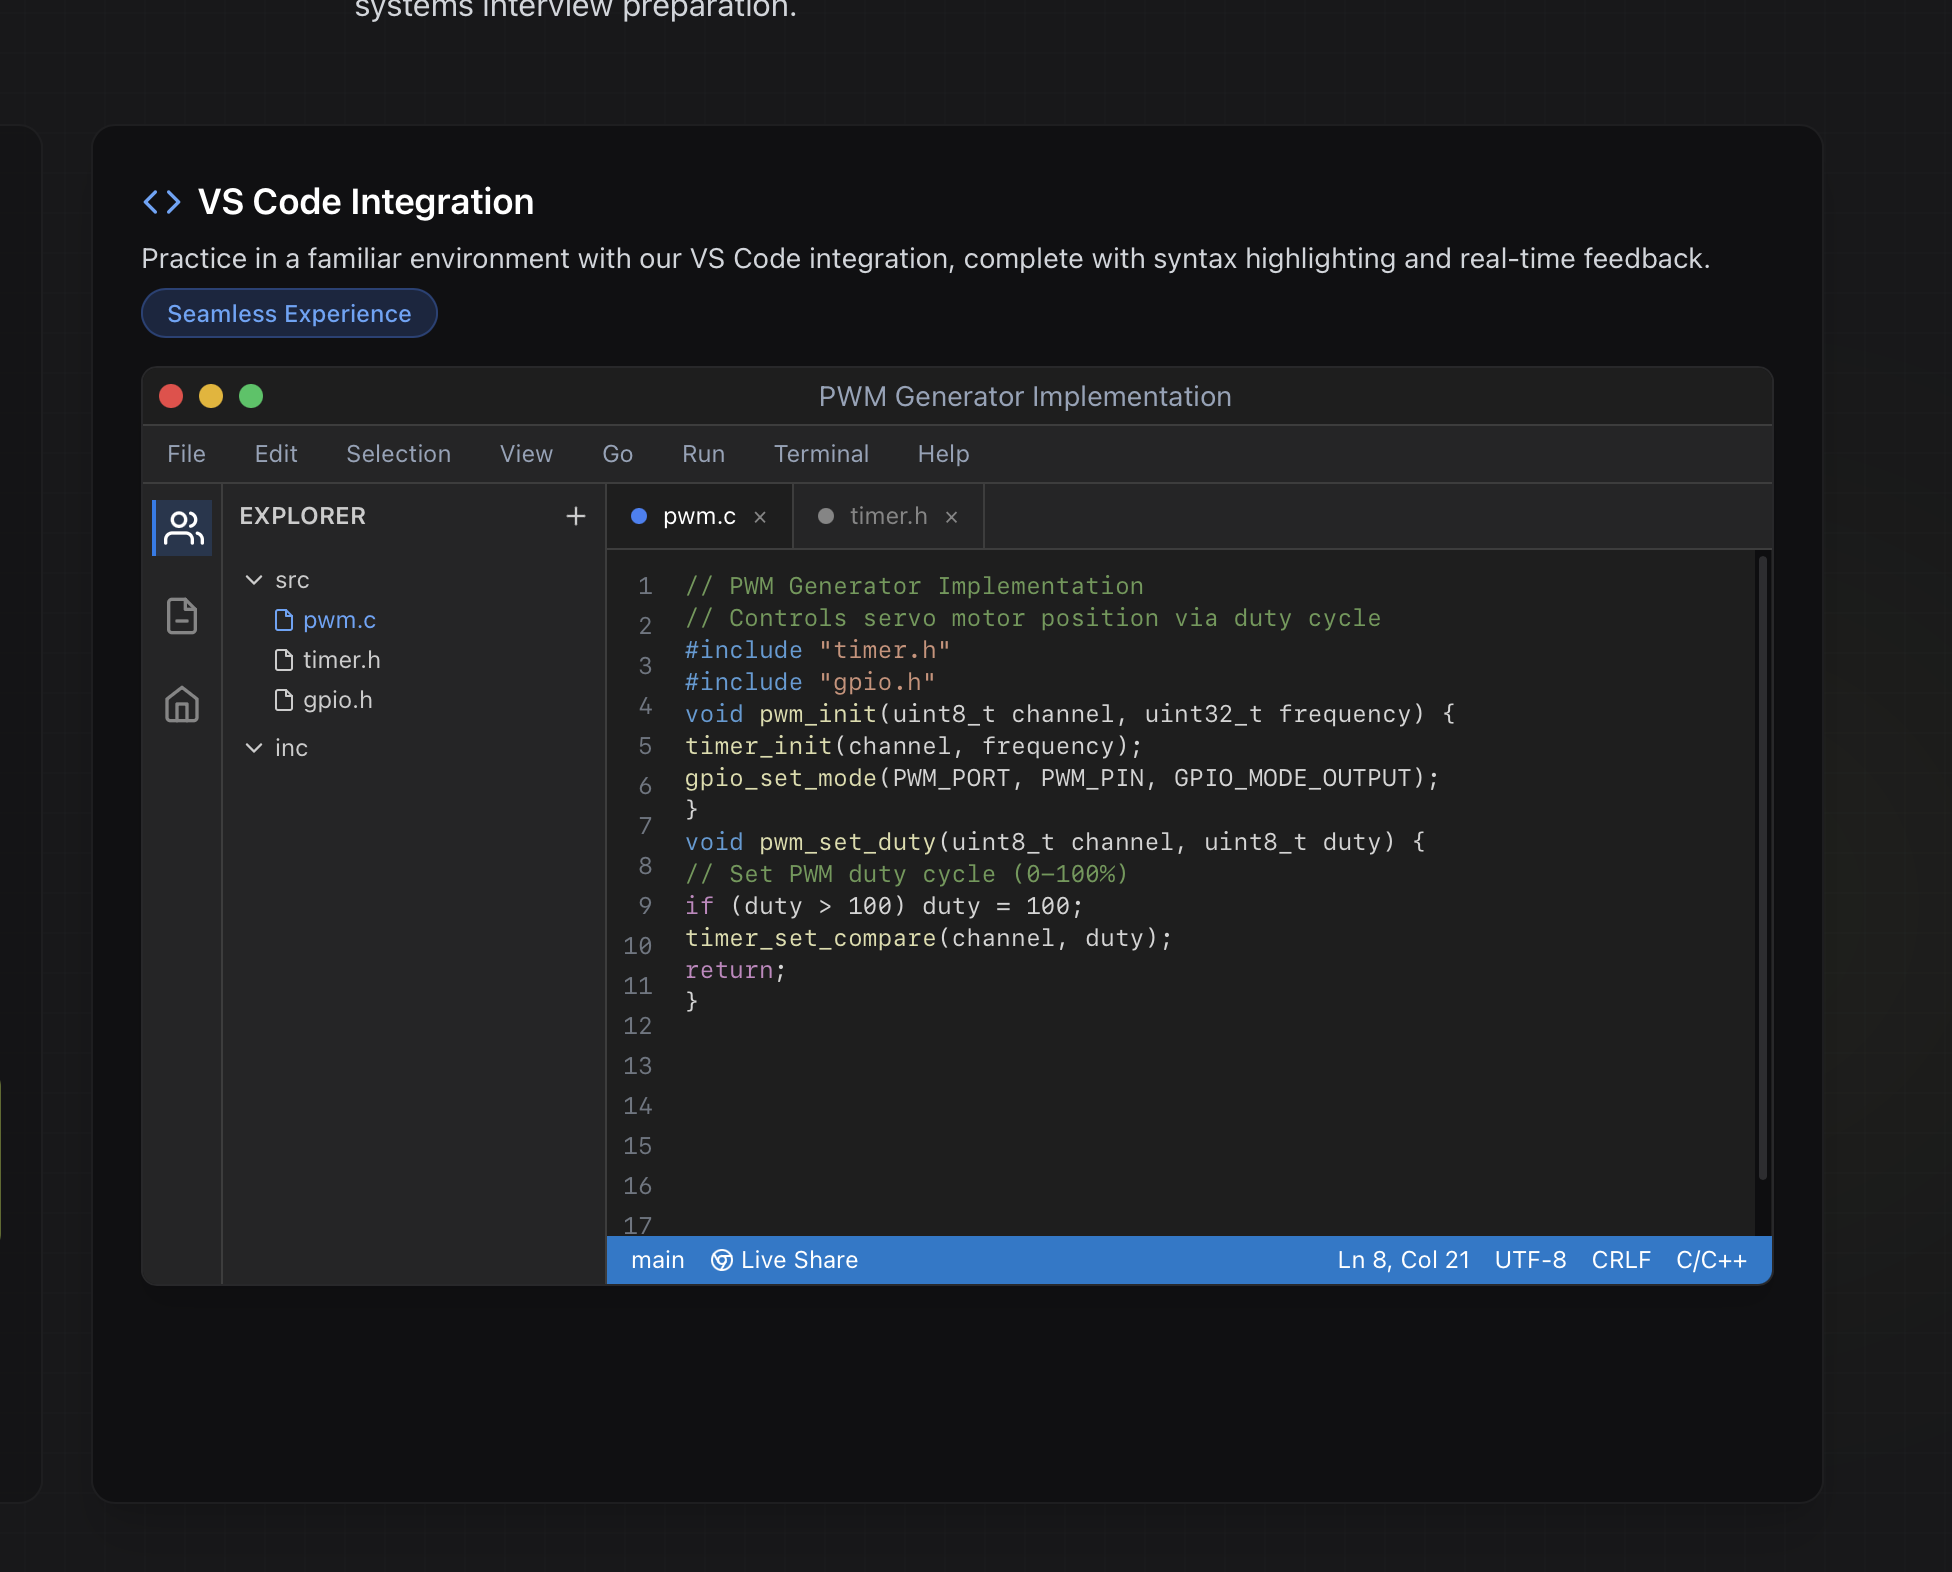 systems interview preparation.
VS Code Integration
Practice in a familiar environment with our VS Code integration, complete with syntax highlighting and real-time feedback.
Seamless Experience
PWM Generator Implementation
File Edit Selection View Go Run Terminal Help
EXPLORER +
src
pwm.c
timer.h
gpio.h
inc
pwm.c × timer.h ×
1
2
3
4
5
6
7
8
9
10
11
12
13
14
15
16
17
// PWM Generator Implementation
// Controls servo motor position via duty cycle
#include "timer.h"
#include "gpio.h"
void pwm_init(uint8_t channel, uint32_t frequency) {
timer_init(channel, frequency);
gpio_set_mode(PWM_PORT, PWM_PIN, GPIO_MODE_OUTPUT);
}
void pwm_set_duty(uint8_t channel, uint8_t duty) {
// Set PWM duty cycle (0-100%)
if (duty > 100) duty = 100;
timer_set_compare(channel, duty);
return;
}
main Live Share Ln 8, Col 21 UTF-8 CRLF C/C++